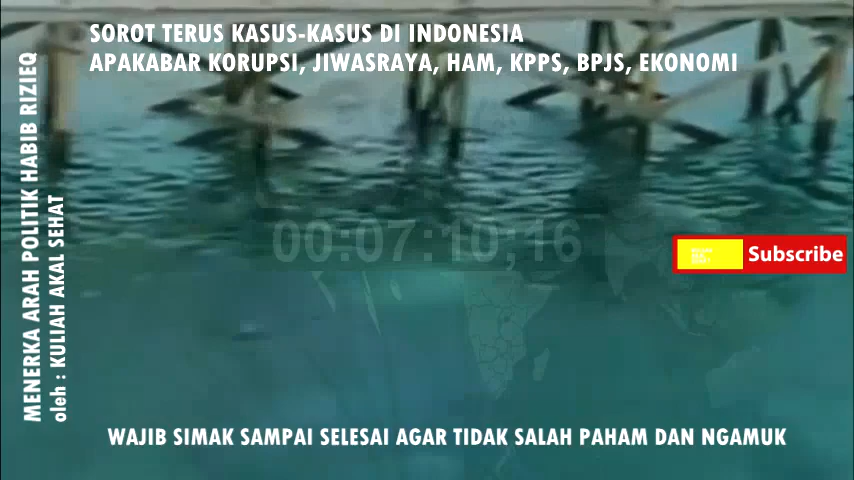 SOROT TERUS KASUS-KASUS DI INDONESIA
APAKABAR KORUPSI, JIWASRAYA, HAM, KPPS, BPJS, EKONOMI
MENERKA ARAH POLITIK HABIB RIZIEQ
oleh : KULIAH AKAL SEHAT
00:07:10;16
Subscribe
WAJIB SIMAK SAMPAI SELESAI AGAR TIDAK SALAH PAHAM DAN NGAMUK